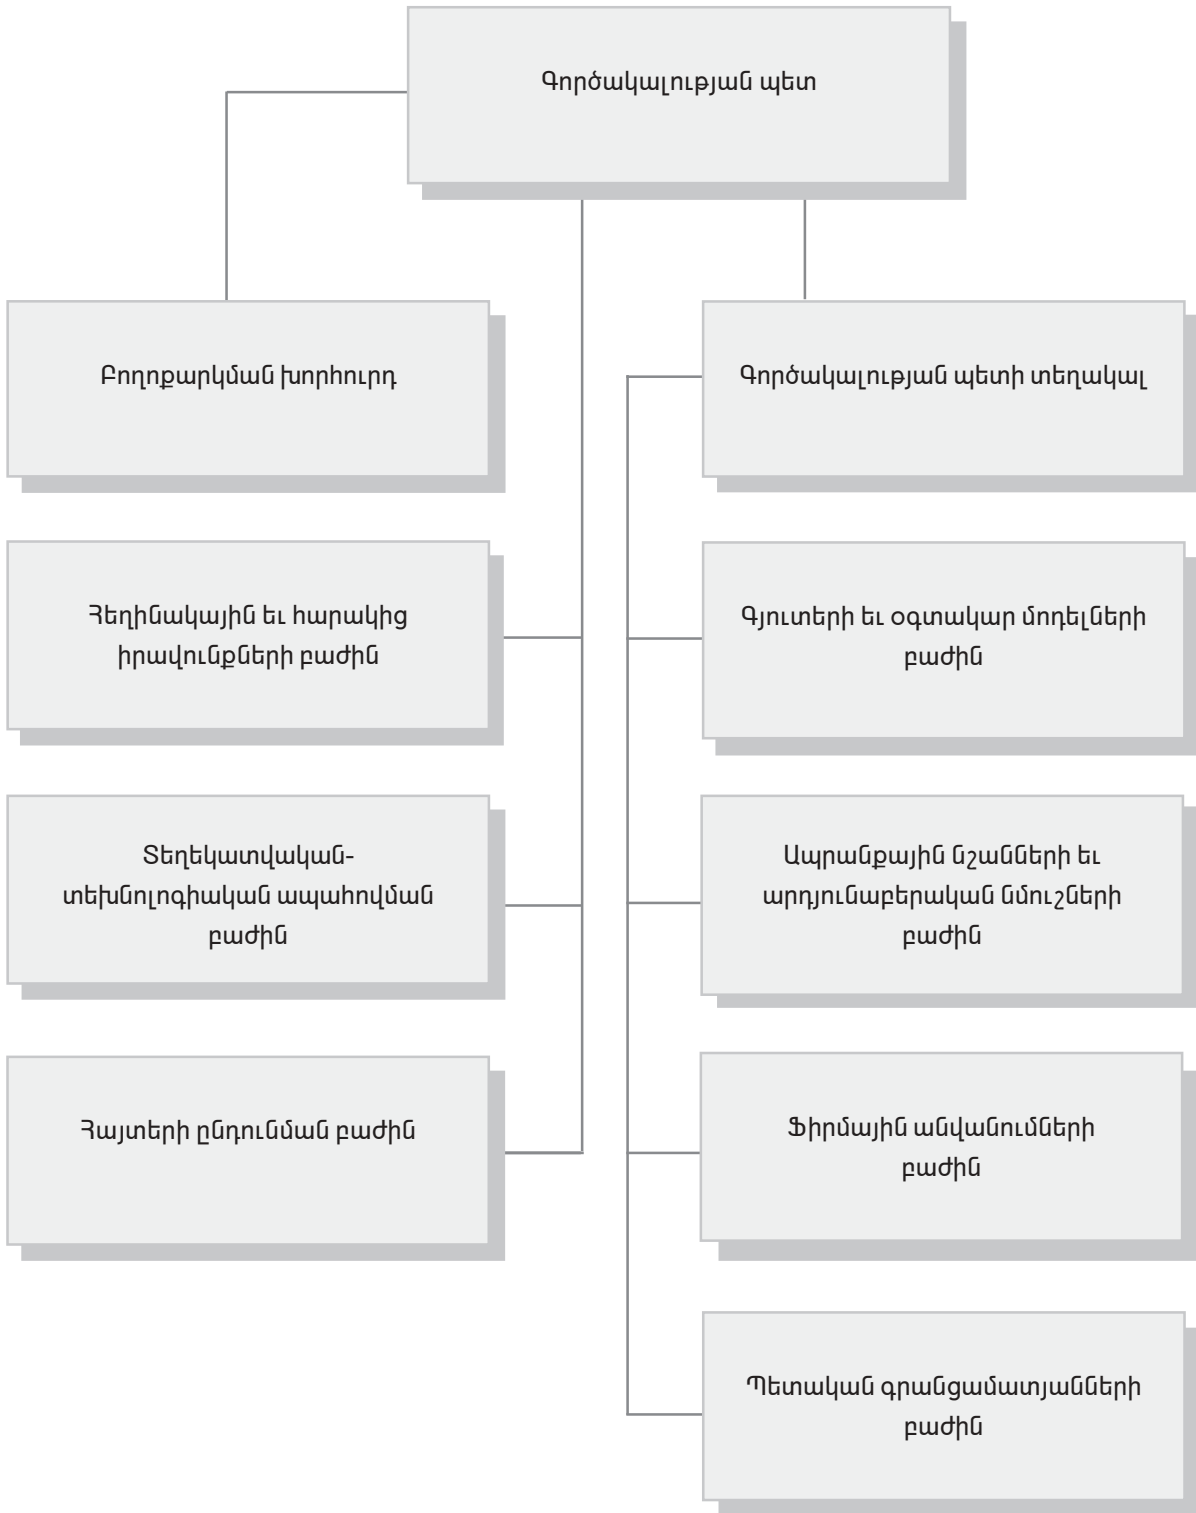 Գործակալության պետ
Բողոքարկման խորհուրդ
Գործակալության պետի տեղակալ
Հեղինակային եւ հարակից
իրավունքների բաժին
Գյուտերի եւ օգտակար մոդելների
բաժին
Տեղեկատվական-
տեխնոլոգիական ապահովման
բաժին
Ապրանքային նշանների եւ
արդյունաբերական նմուշների
բաժին
Հայտերի ընդունման բաժին
Ֆիրմային անվանումների
բաժին
Պետական գրանցամատյանների
բաժին